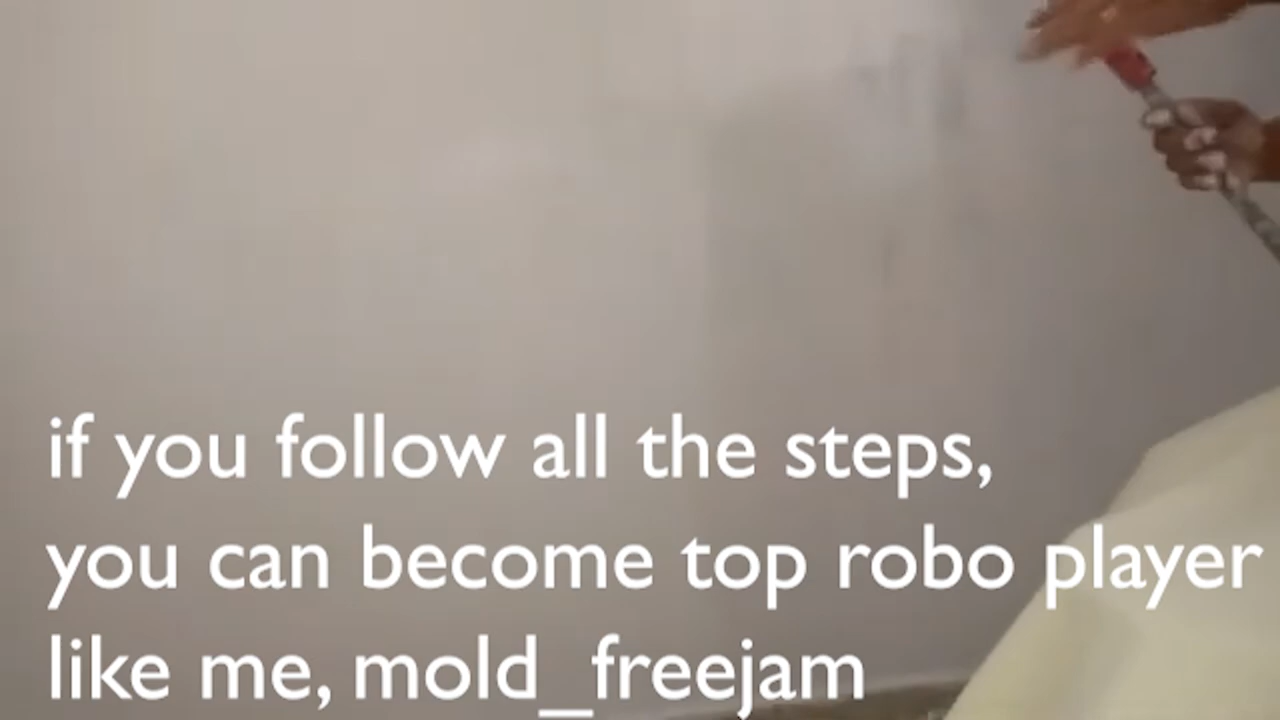 if you follow all the steps,
you can become top robo player
like me, mold_freejam